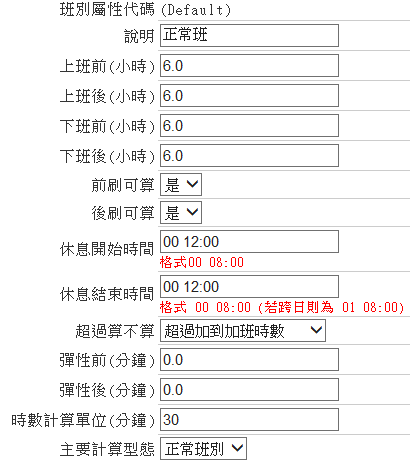 班別屬性代碼 (Default)
說明 正常班
上班前(小時) 6.0
上班後(小時) 6.0
下班前(小時) 6.0
下班後(小時) 6.0
前刷可算 是
後刷可算 是
休息開始時間 00 12:00
格式00 08:00
休息結束時間 00 12:00
格式 00 08:00 (若跨日則為 01 08:00)
超過算不算 超過加到加班時數
彈性前(分鐘) 0.0
彈性後(分鐘) 0.0
時數計算單位(分鐘) 30
主要計算型態 正常班別